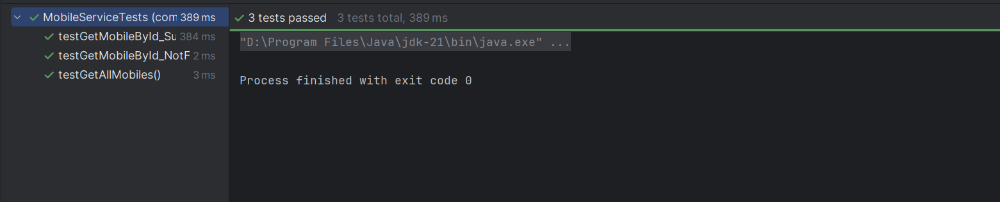 MobileServiceTests (com 389 ms
testGetMobileById_Su 384 ms
testGetMobileById_NotF 2 ms
testGetAllMobiles() 3 ms
3 tests passed 3 tests total, 389 ms
"D:\Program Files\Java\jdk-21\bin\java.exe" ...
Process finished with exit code 0